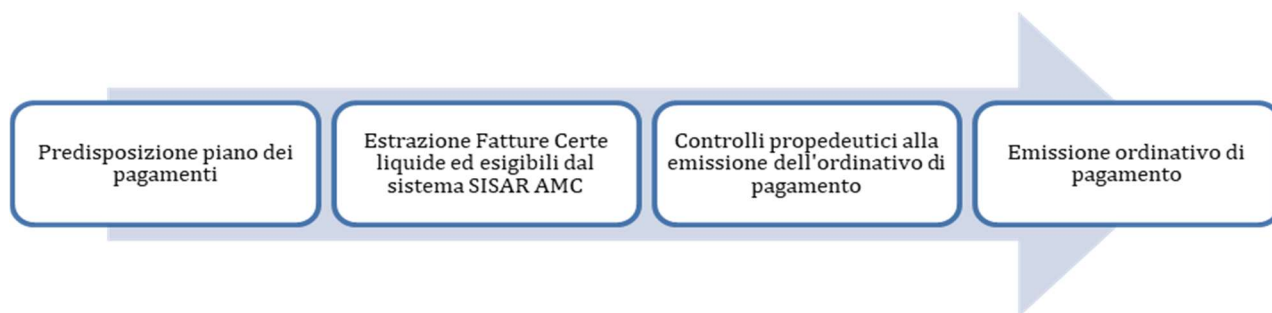 Predisposizione piano dei
pagamenti
Estrazione Fatture Certe
liquide ed esigibili dal
sistema SISAR AMC
Controlli propedeutici alla
emissione dell'ordinativo di
pagamento
Emissione ordinativo di
pagamento